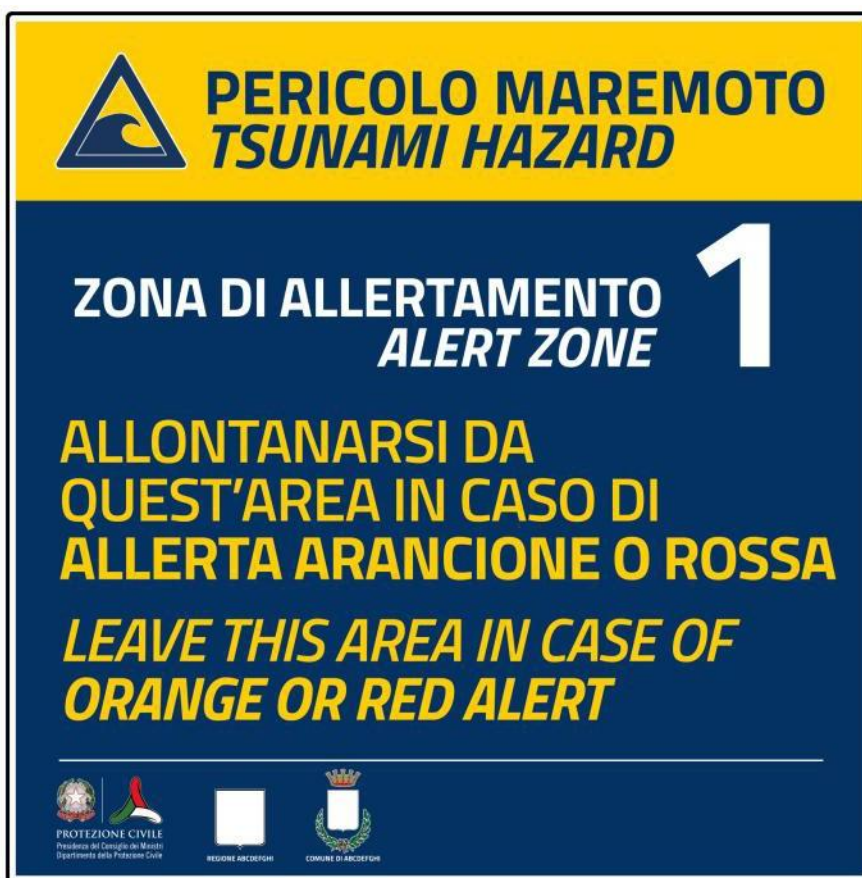 PERICOLO MAREMOTO
TSUNAMI HAZARD
ZONA DI ALLERTAMENTO 1
ALERT ZONE
ALLONTANARSI DA
QUEST'AREA IN CASO DI
ALLERTA ARANCIONE O ROSSA
LEAVE THIS AREA IN CASE OF
ORANGE OR RED ALERT
PROTEZIONE CIVILE
Presidenza del Consiglio dei Ministri
Dipartimento della Protezione Civile
REGIONE ABCDEFGHI
COMUNE DI ABCDEFGHI